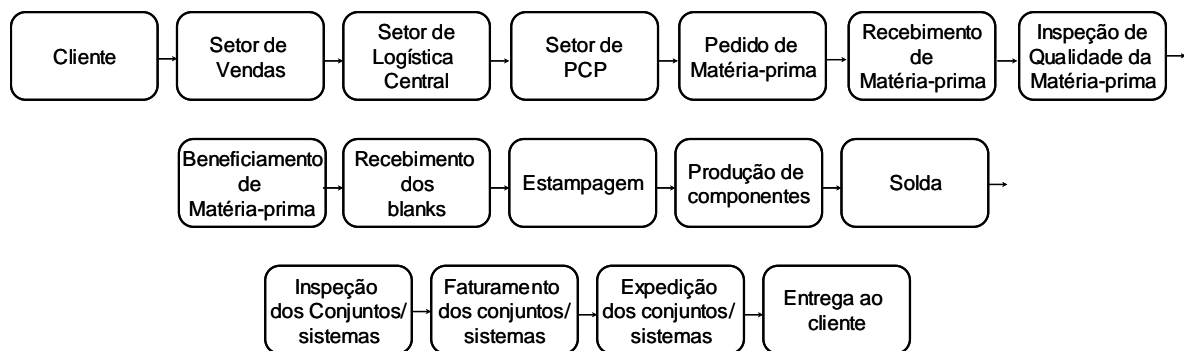 Cliente
Setor de
Vendas
Setor de
Logística
Central
Setor de
PCP
Pedido de
Matéria-prima
Recebimento
de
Matéria-prima
Inspeção de
Qualidade da
Matéria-prima
Beneficiamento
de
Matéria-prima
Recebimento
dos
blanks
Estampagem
Produção de
componentes
Solda
Inspeção
dos Conjuntos/
sistemas
Faturamento
dos conjuntos/
sistemas
Expedição
dos conjuntos/
sistemas
Entrega ao
cliente